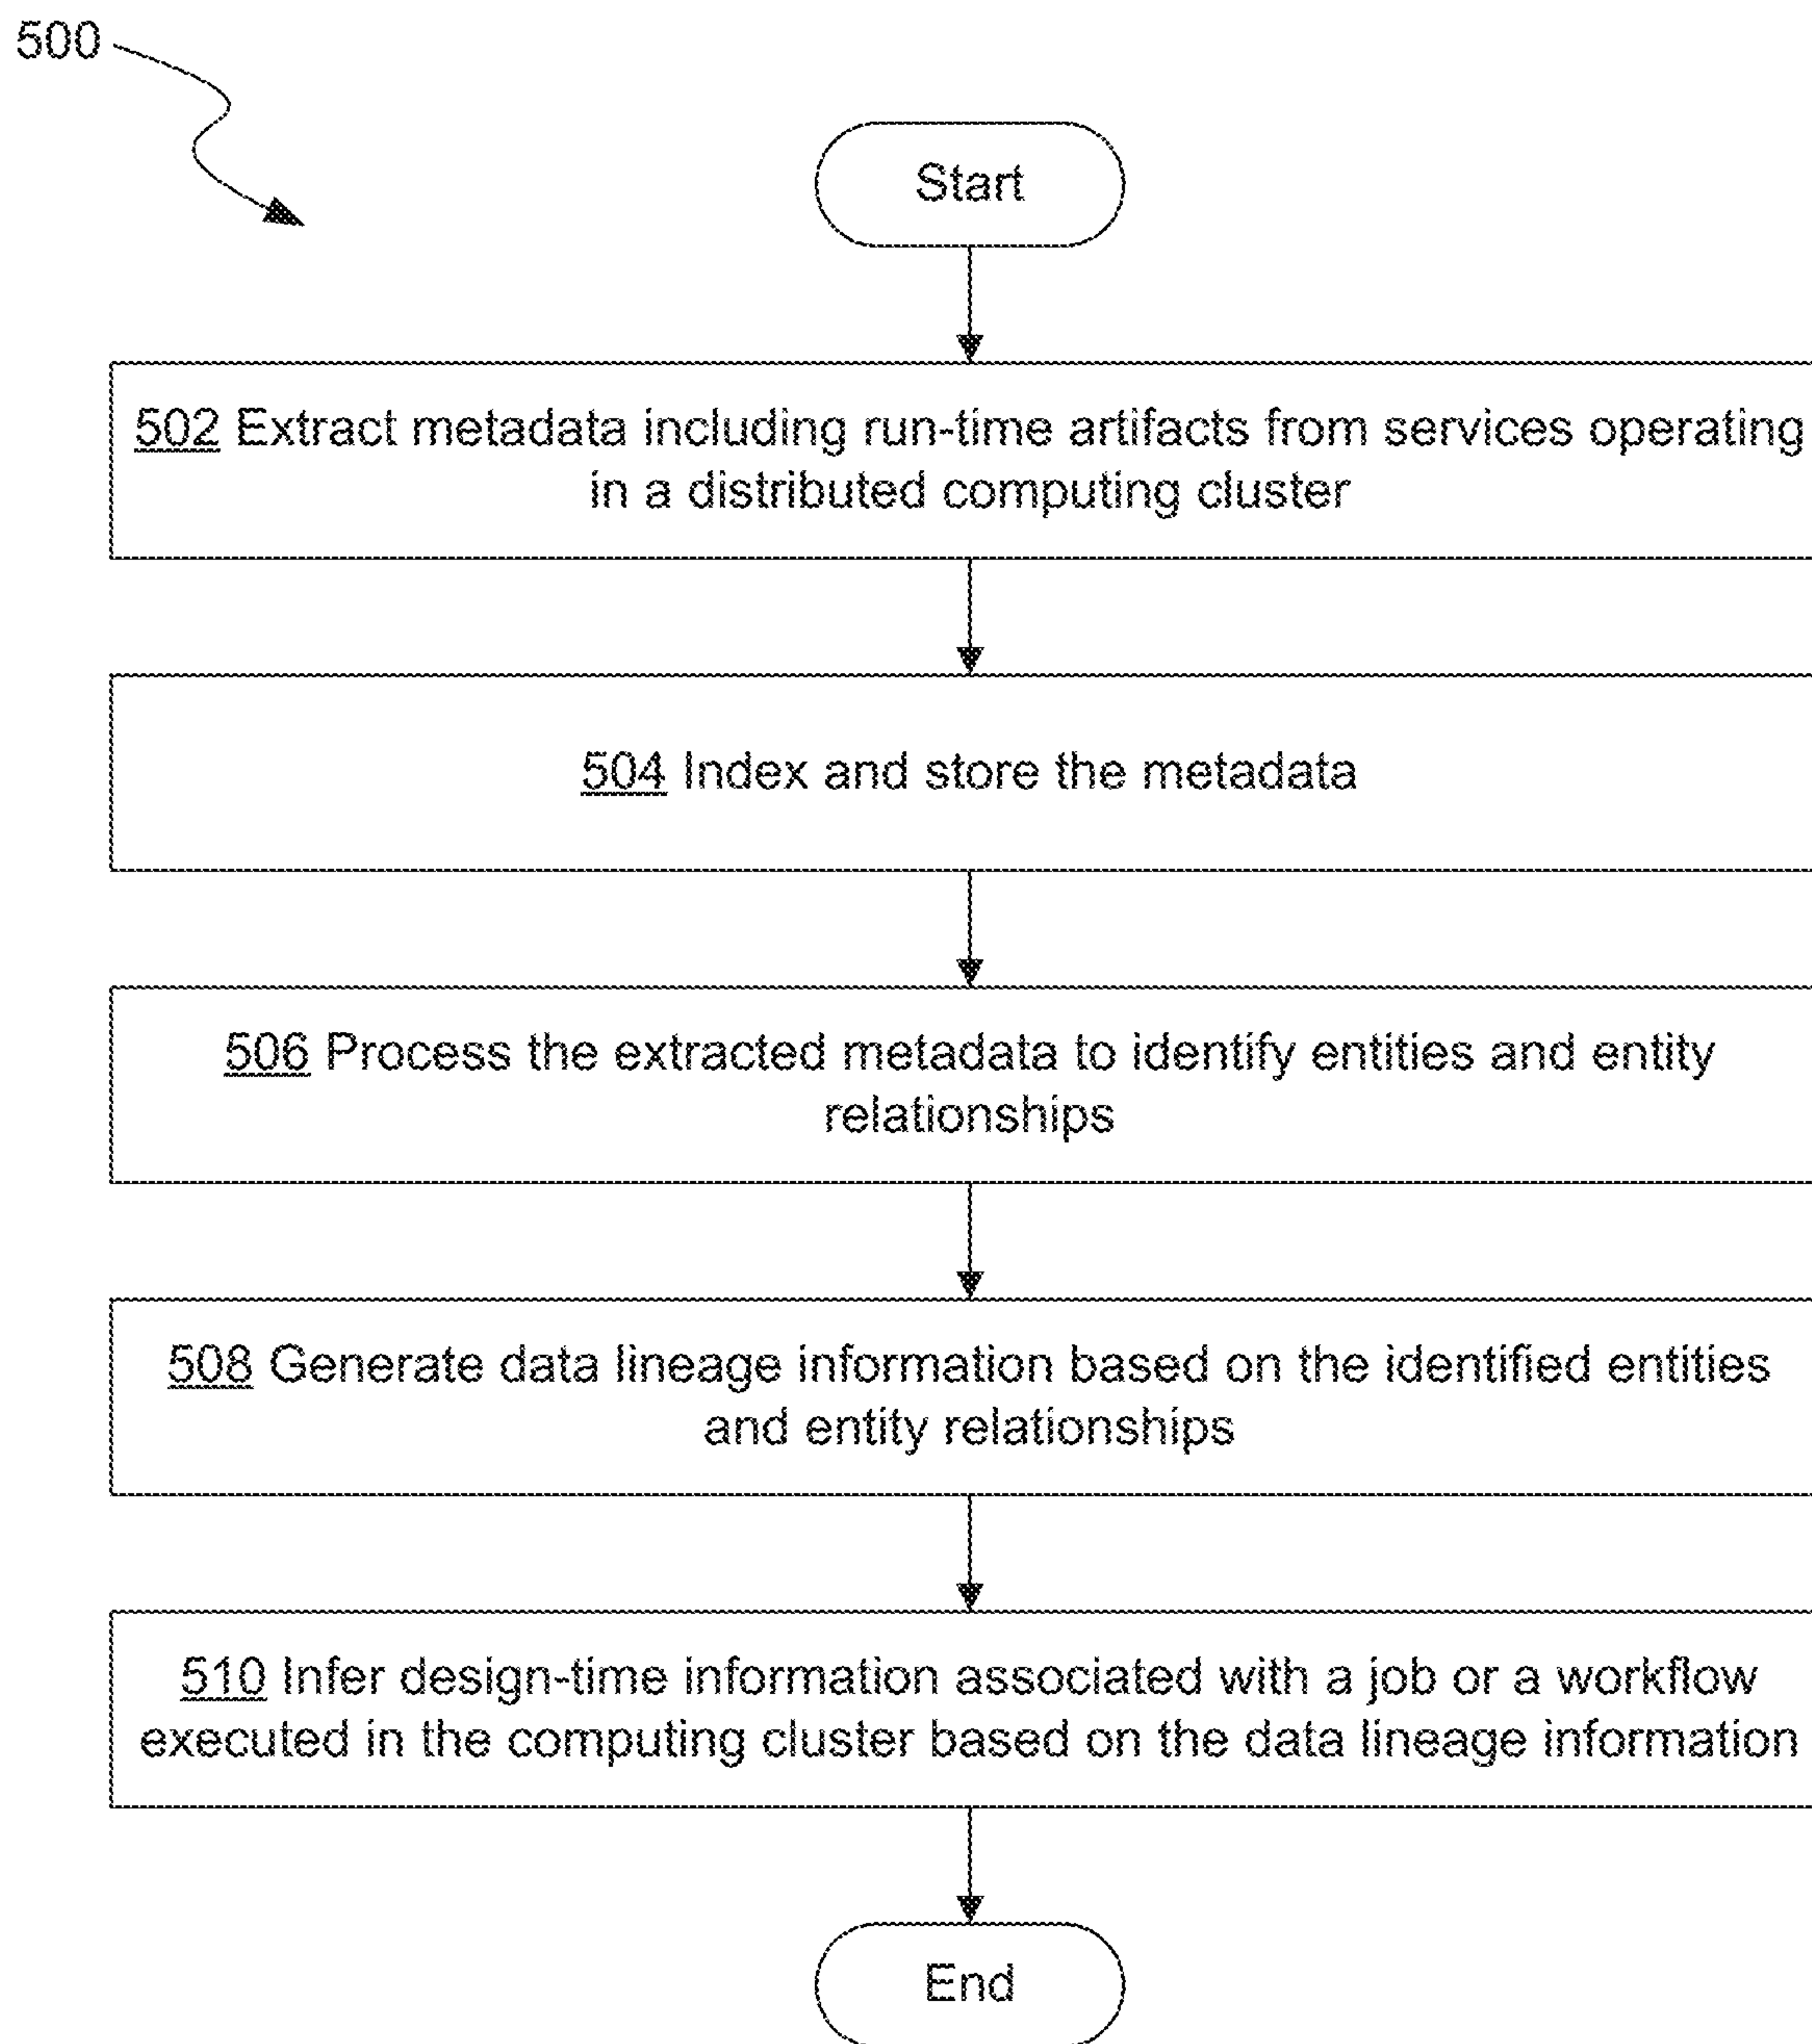 500
Start
502 Extract metadata including run-time artifacts from services operating
in a distributed computing cluster
504 Index and store the metadata
506 Process the extracted metadata to identify entities and entity
relationships
508 Generate data lineage information based on the identified entities
and entity relationships
510 Infer design-time information associated with a job or a workflow
executed in the computing cluster based on the data lineage information
End